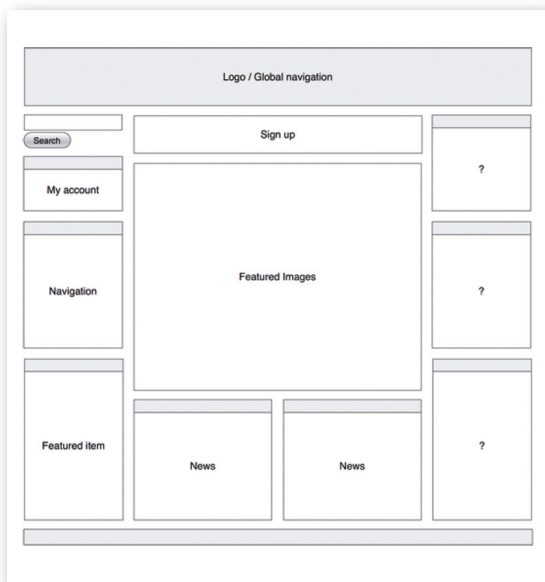 Logo / Global navigation
Search
Sign up
?
My account
Featured Images
Navigation
?
Featured item
News
News
?